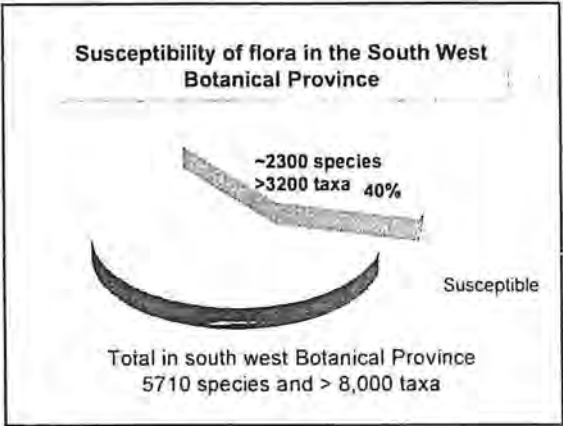 Susceptibility of flora in the South West
Botanical Province
~2300 species
>3200 taxa 40%
Susceptible
Total in south west Botanical Province
5710 species and > 8,000 taxa